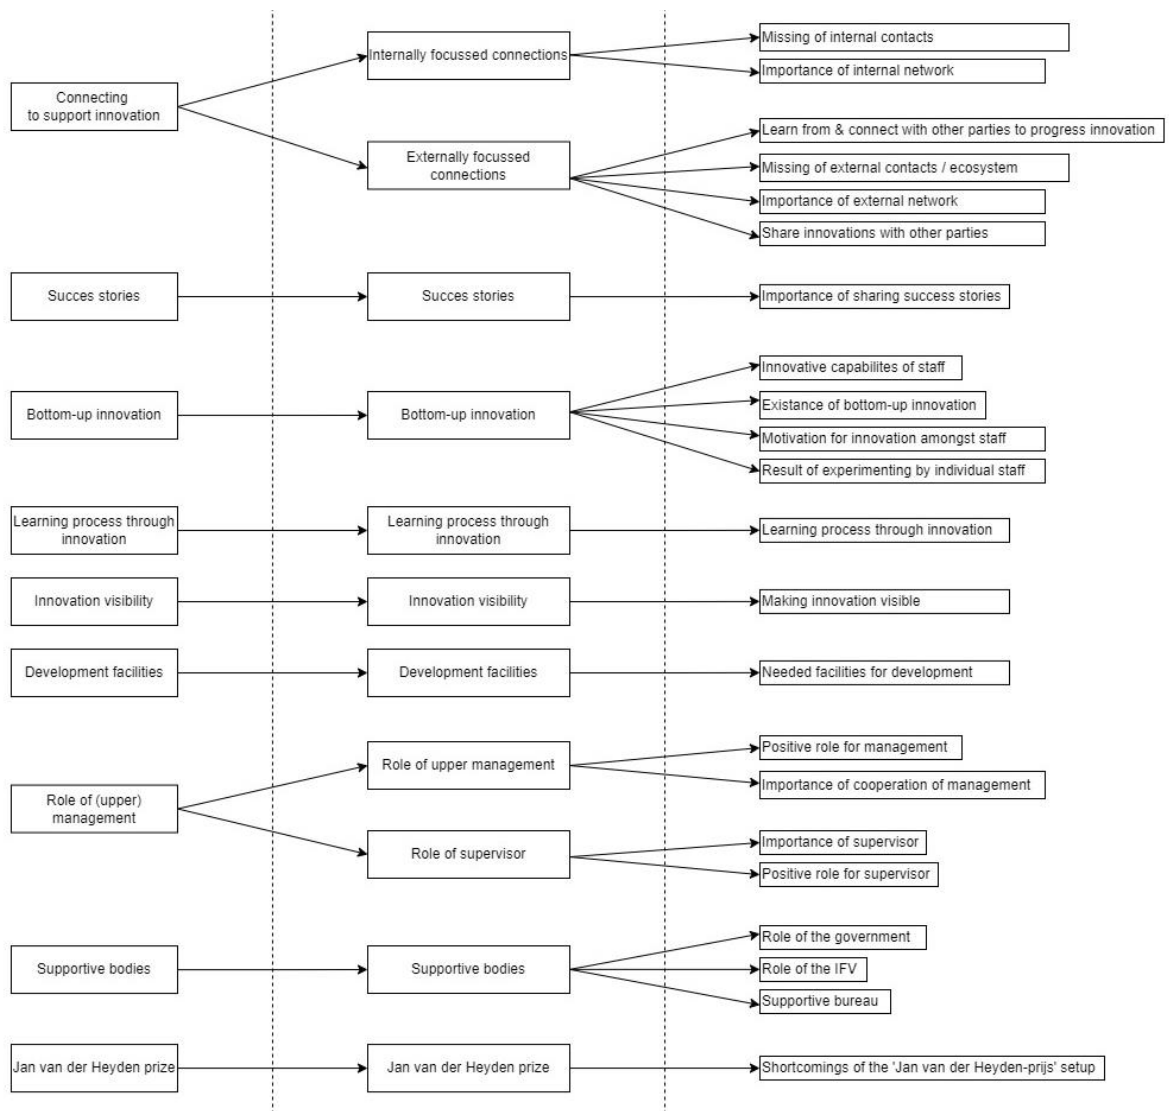 Connecting
to support innovation
Internally focussed connections
Missing of internal contacts
Importance of internal network
Externally focussed
connections
Learn from & connect with other parties to progress innovation
Missing of external contacts / ecosystem
Importance of external network
Share innovations with other parties
Succes stories
Succes stories
Importance of sharing success stories
Bottom-up innovation
Bottom-up innovation
Innovative capabilites of staff
Existance of bottom-up innovation
Motivation for innovation amongst staff
Result of experimenting by individual staff
Learning process through
innovation
Learning process through
innovation
Learning process through innovation
Innovation visibility
Innovation visibility
Making innovation visible
Development facilities
Development facilities
Needed facilities for development
Role of (upper)
management
Role of upper management
Positive role for management
Importance of cooperation of management
Role of supervisor
Importance of supervisor
Positive role for supervisor
Supportive bodies
Supportive bodies
Role of the government
Role of the IFV
Supportive bureau
Jan van der Heyden prize
Jan van der Heyden prize
Shortcomings of the 'Jan van der Heyden-prijs' setup